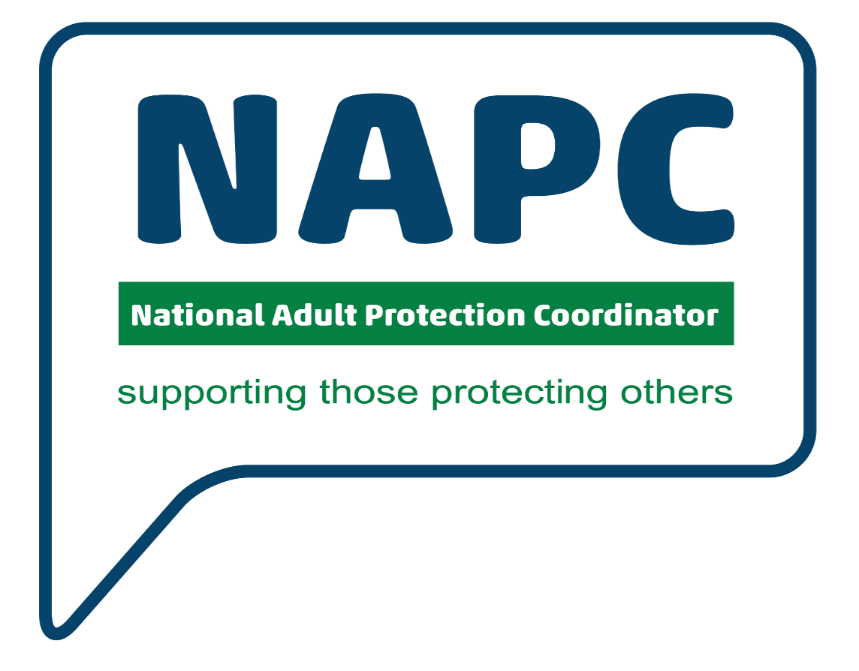 NAPC
National Adult Protection Coordinator
supporting those protecting others